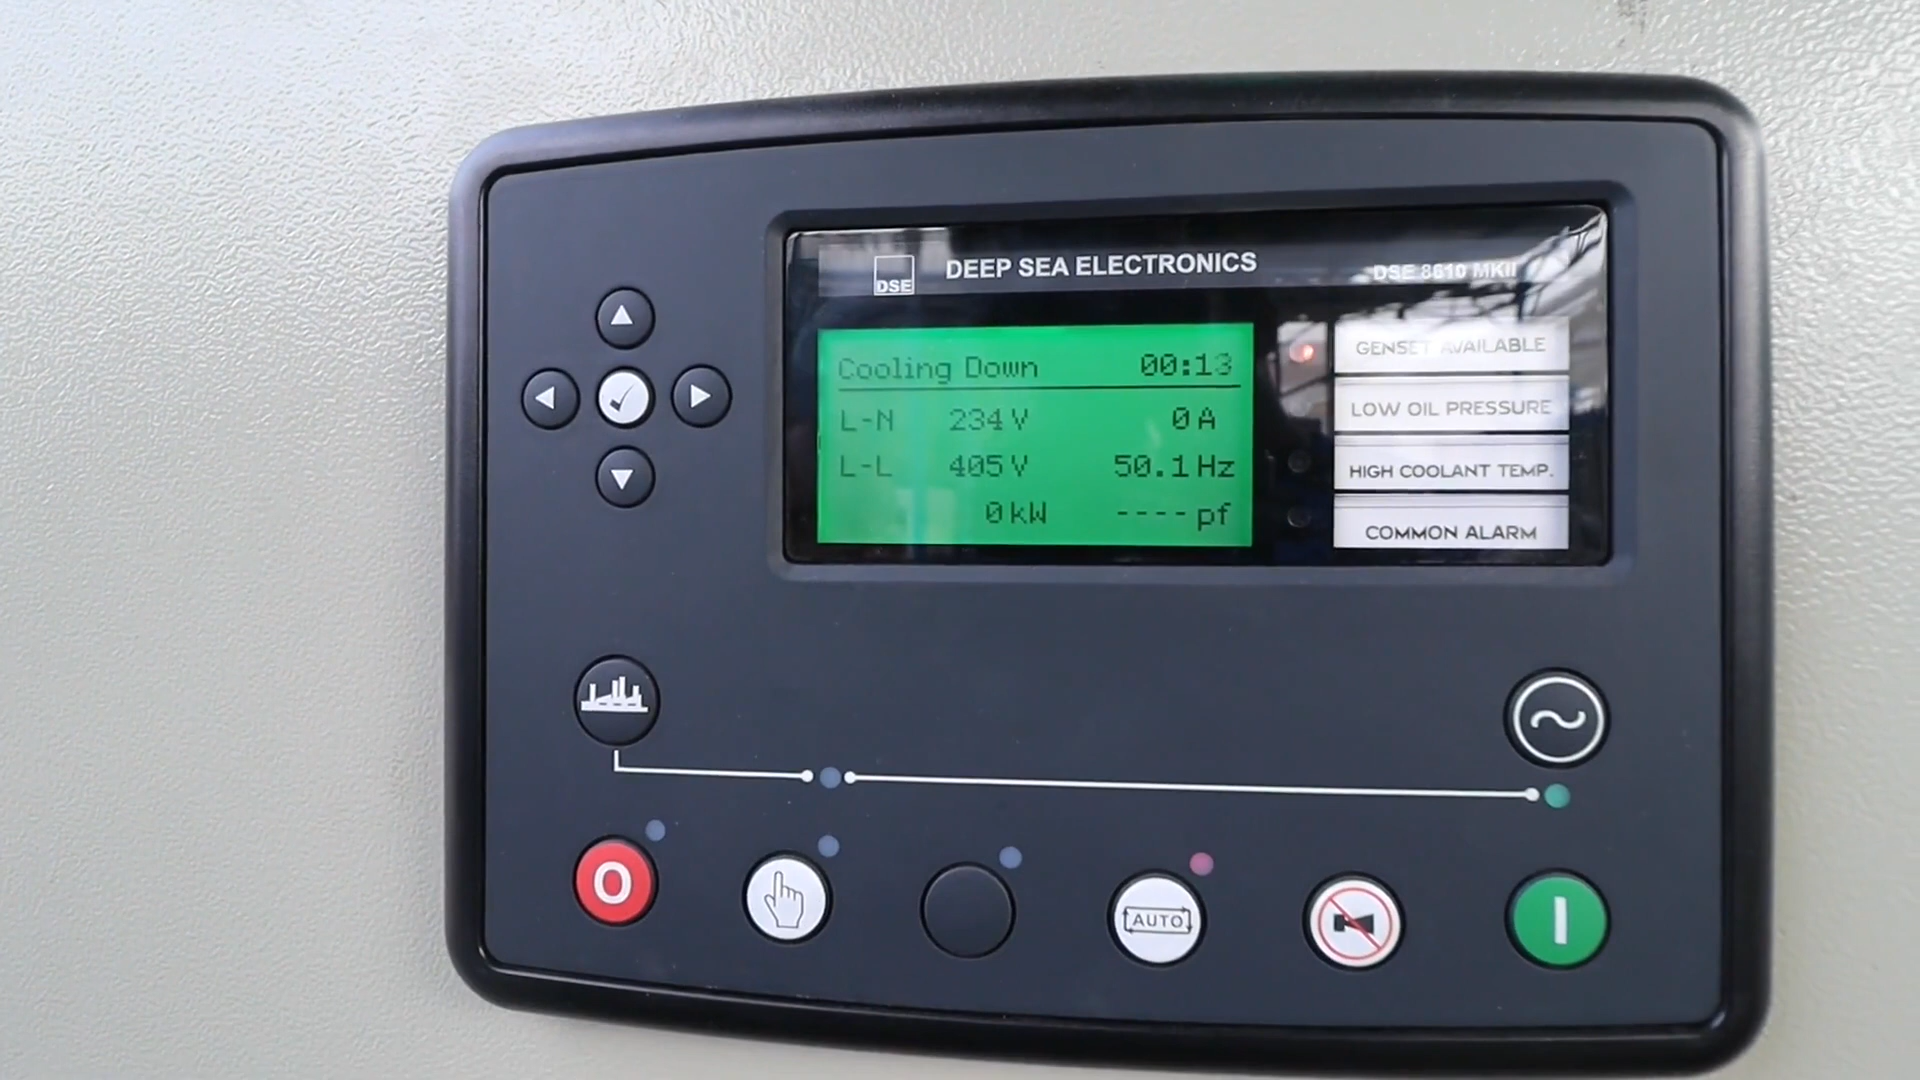 DSE
DEEP SEA ELECTRONICS
DSE 8610 MKII
Cooling Down 00:13
L-N 234 V 0 A
L-L 405 V 50.1 Hz
0 kW ---- pf
GENSET AVAILABLE
LOW OIL PRESSURE
HIGH COOLANT TEMP.
COMMON ALARM
O
AUTO
I